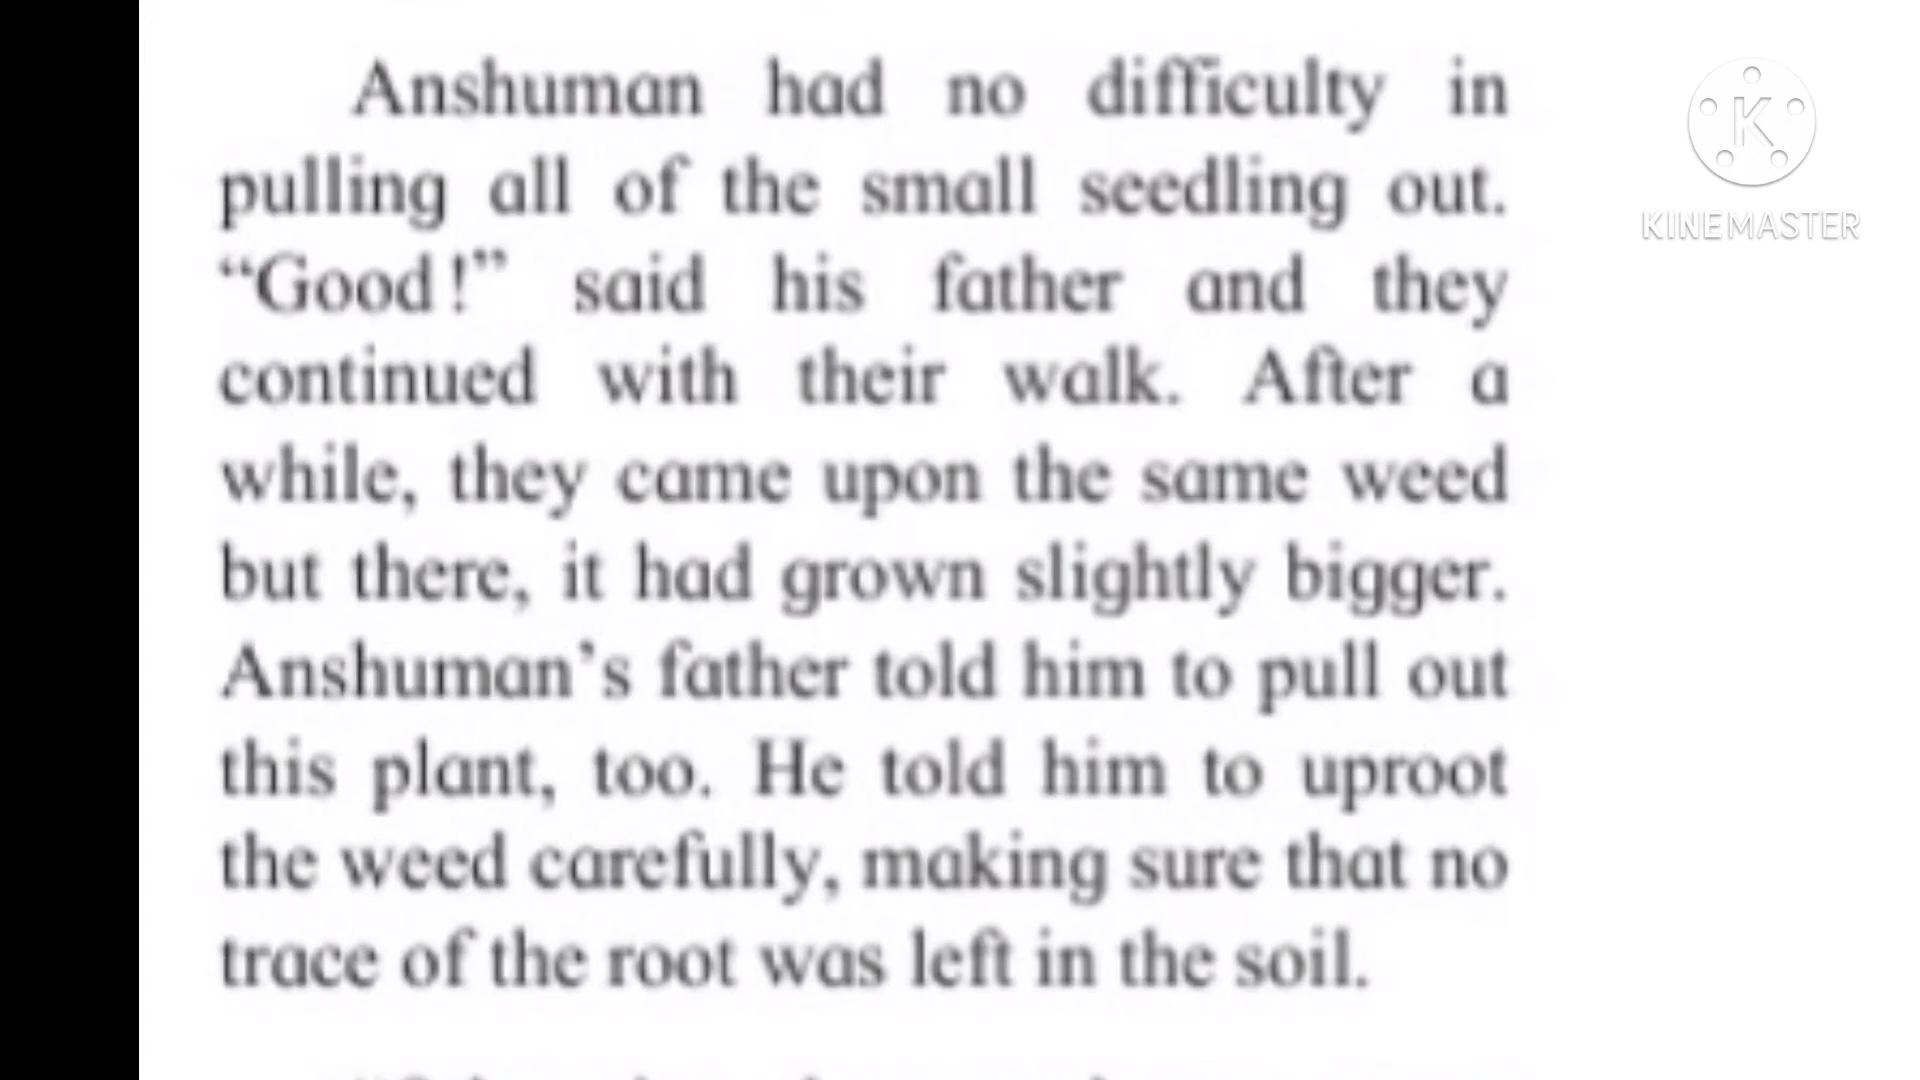 Anshuman had no difficulty in
pulling all of the small seedling out.
“Good!” said his father and they
continued with their walk. After a
while, they came upon the same weed
but there, it had grown slightly bigger.
Anshuman’s father told him to pull out
this plant, too. He told him to uproot
the weed carefully, making sure that no
trace of the root was left in the soil.
K
KINEMASTER